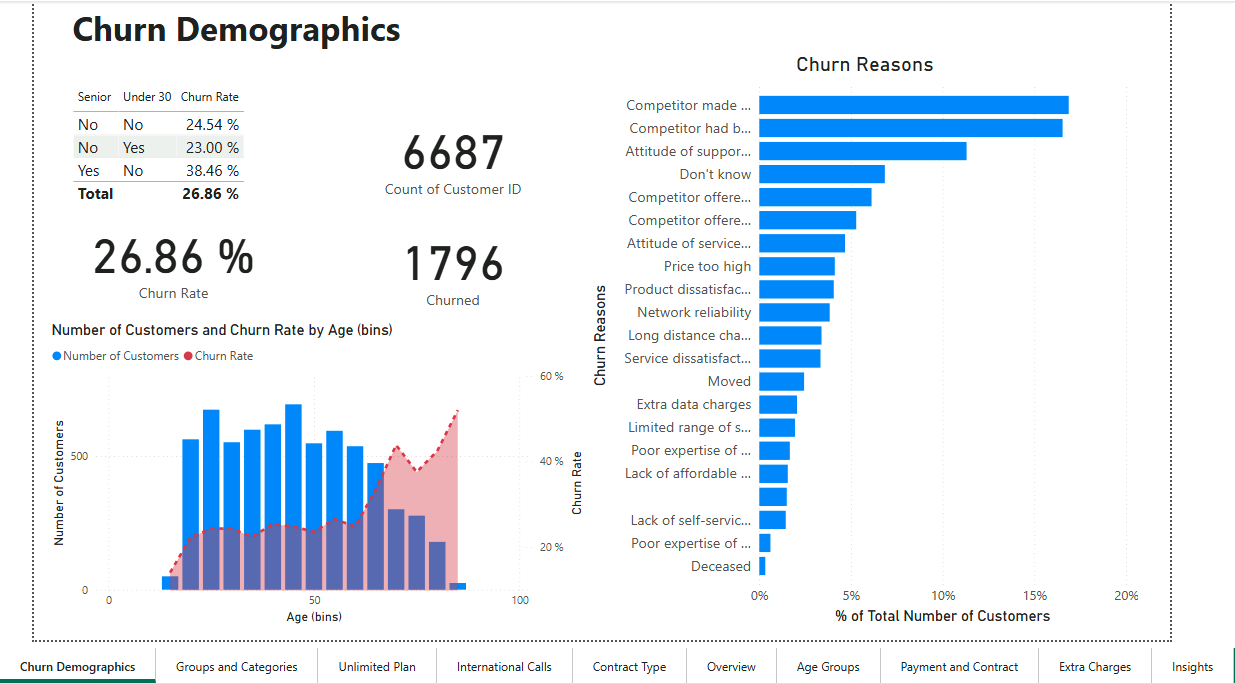 Churn Demographics
Senior Under 30 Churn Rate
No No 24.54 %
No Yes 23.00 %
Yes No 38.46 %
Total 26.86 %
6687
Count of Customer ID
26.86 %
Churn Rate
1796
Churned
Number of Customers and Churn Rate by Age (bins)
Number of Customers Churn Rate
Number of Customers
500
0
60 %
40 %
20 %
Churn Rate
0 50 100
Age (bins)
Churn Reasons
Churn Reasons
Competitor made ...
Competitor had b...
Attitude of suppor...
Don't know
Competitor offere...
Competitor offere...
Attitude of service...
Price too high
Product dissatisfac...
Network reliability
Long distance cha...
Service dissatisfact...
Moved
Extra data charges
Limited range of s...
Poor expertise of ...
Lack of affordable ...
Lack of self-servic...
Poor expertise of ...
Deceased
0% 5% 10% 15% 20%
% of Total Number of Customers
Churn Demographics Groups and Categories Unlimited Plan International Calls Contract Type Overview Age Groups Payment and Contract Extra Charges Insights